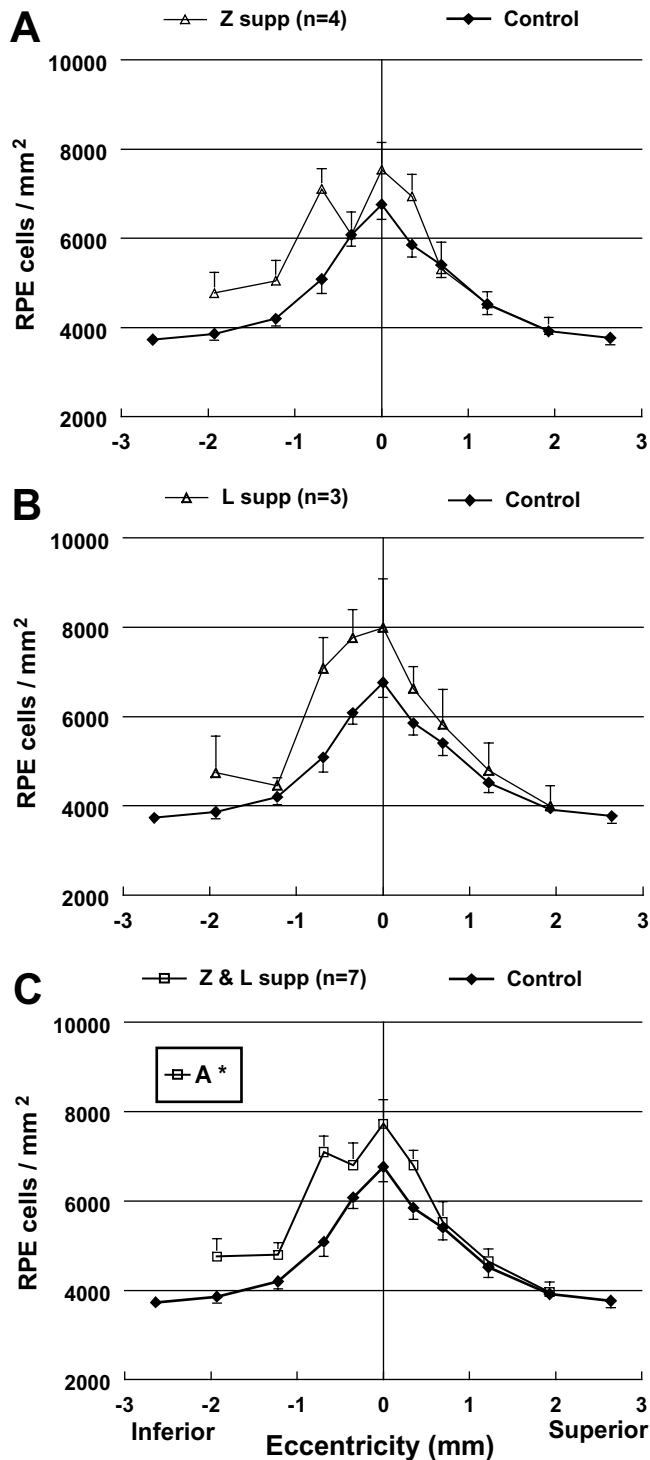 A
Z supp (n=4) Control
10000
8000
6000
4000
2000
RPE cells / mm²
-3 -2 -1 0 1 2 3
B
L supp (n=3) Control
10000
8000
6000
4000
2000
RPE cells / mm²
-3 -2 -1 0 1 2 3
C
Z & L supp (n=7) Control
10000
A *
8000
6000
4000
2000
RPE cells / mm²
-3 -2 -1 0 1 2 3
Inferior Eccentricity (mm) Superior